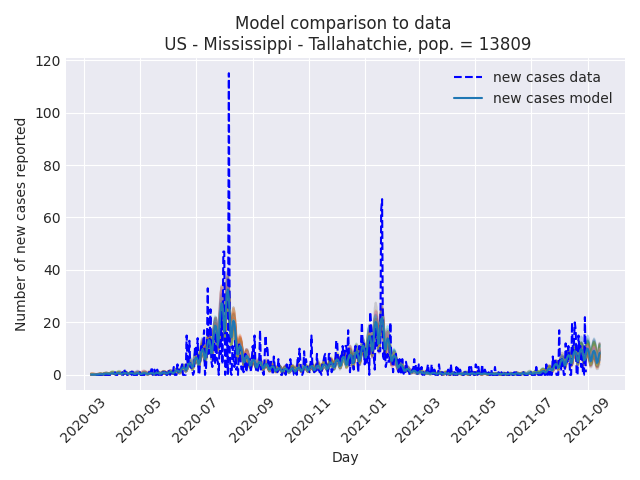 Model comparison to data
US - Mississippi - Tallahatchie, pop. = 13809
new cases data
new cases model
Number of new cases reported
120
100
80
60
40
20
0
2020-03
2020-05
2020-07
2020-09
2020-11
2021-01
2021-03
2021-05
2021-07
2021-09
Day